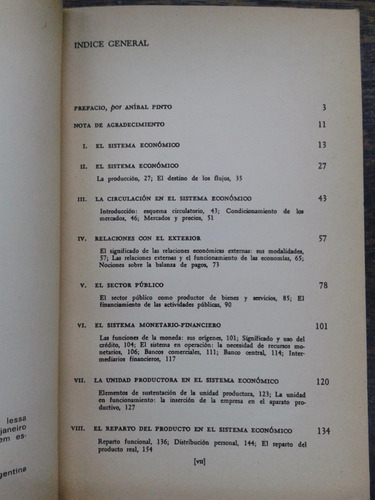 INDICE GENERAL
PREFACIO, por ANÍBAL PINTO 3
NOTA DE AGRADECIMIENTO 11
I. EL SISTEMA ECONÓMICO 13
II. EL SISTEMA ECONÓMICO 27
La producción, 27; El destino de los flujos, 35
III. LA CIRCULACIÓN EN EL SISTEMA ECONÓMICO 43
Introducción: esquema circulatorio, 43; Condicionamiento de los
mercados, 46; Mercados y precios, 51
IV. RELACIONES CON EL EXTERIOR 57
El significado de las relaciones económicas externas: sus modalidades,
57; Las relaciones externas y el funcionamiento de las economías, 65;
Nociones sobre la balanza de pagos, 73
V. EL SECTOR PÚBLICO 78
El sector público como productor de bienes y servicios, 85; El
financiamiento de las actividades públicas, 90
VI. EL SISTEMA MONETARIO-FINANCIERO 101
Las funciones de la moneda: sus orígenes, 101; Significado y uso del
crédito, 104; El sistema en operación: la necesidad de recursos mo-
netarios, 106; Bancos comerciales, 111; Banco central, 114; Inter-
mediarios financieros, 117
VII. LA UNIDAD PRODUCTORA EN EL SISTEMA ECONÓMICO 120
Elementos de sustentación de la unidad productora, 123; La unidad
en funcionamiento: la inserción de la empresa en el aparato pro-
ductivo, 127
VIII. EL REPARTO DEL PRODUCTO EN EL SISTEMA ECONÓMICO 134
Reparto funcional, 136; Distribución personal, 144; El reparto del
producto real, 154
[VII]
lessa
janeiro
em es-
gentina